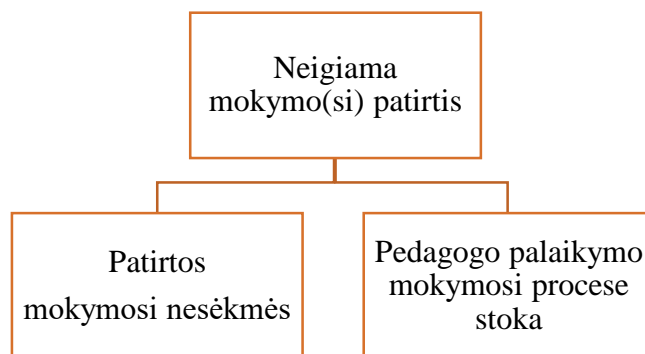 Neigiama
mokymo(si) patirtis
Patirtos
mokymosi nesėkmės
Pedagogo palaikymo
mokymosi procese
stoka